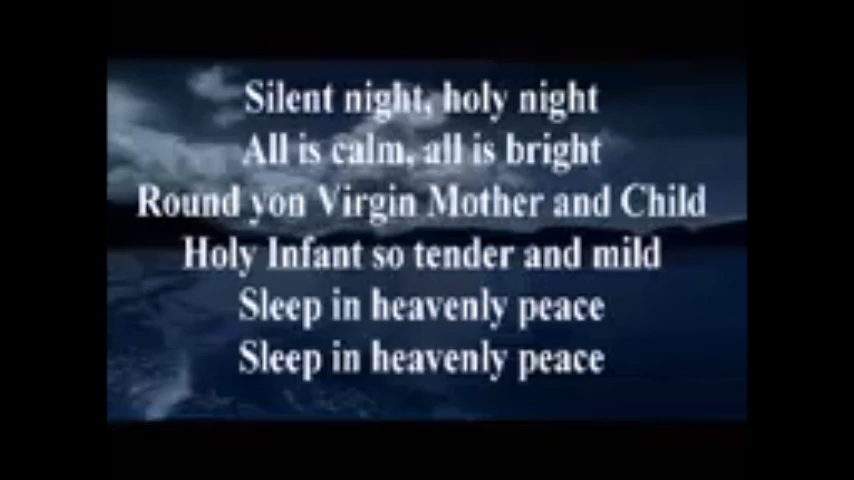 Silent night, holy night
All is calm, all is bright
Round yon Virgin Mother and Child
Holy Infant so tender and mild
Sleep in heavenly peace
Sleep in heavenly peace